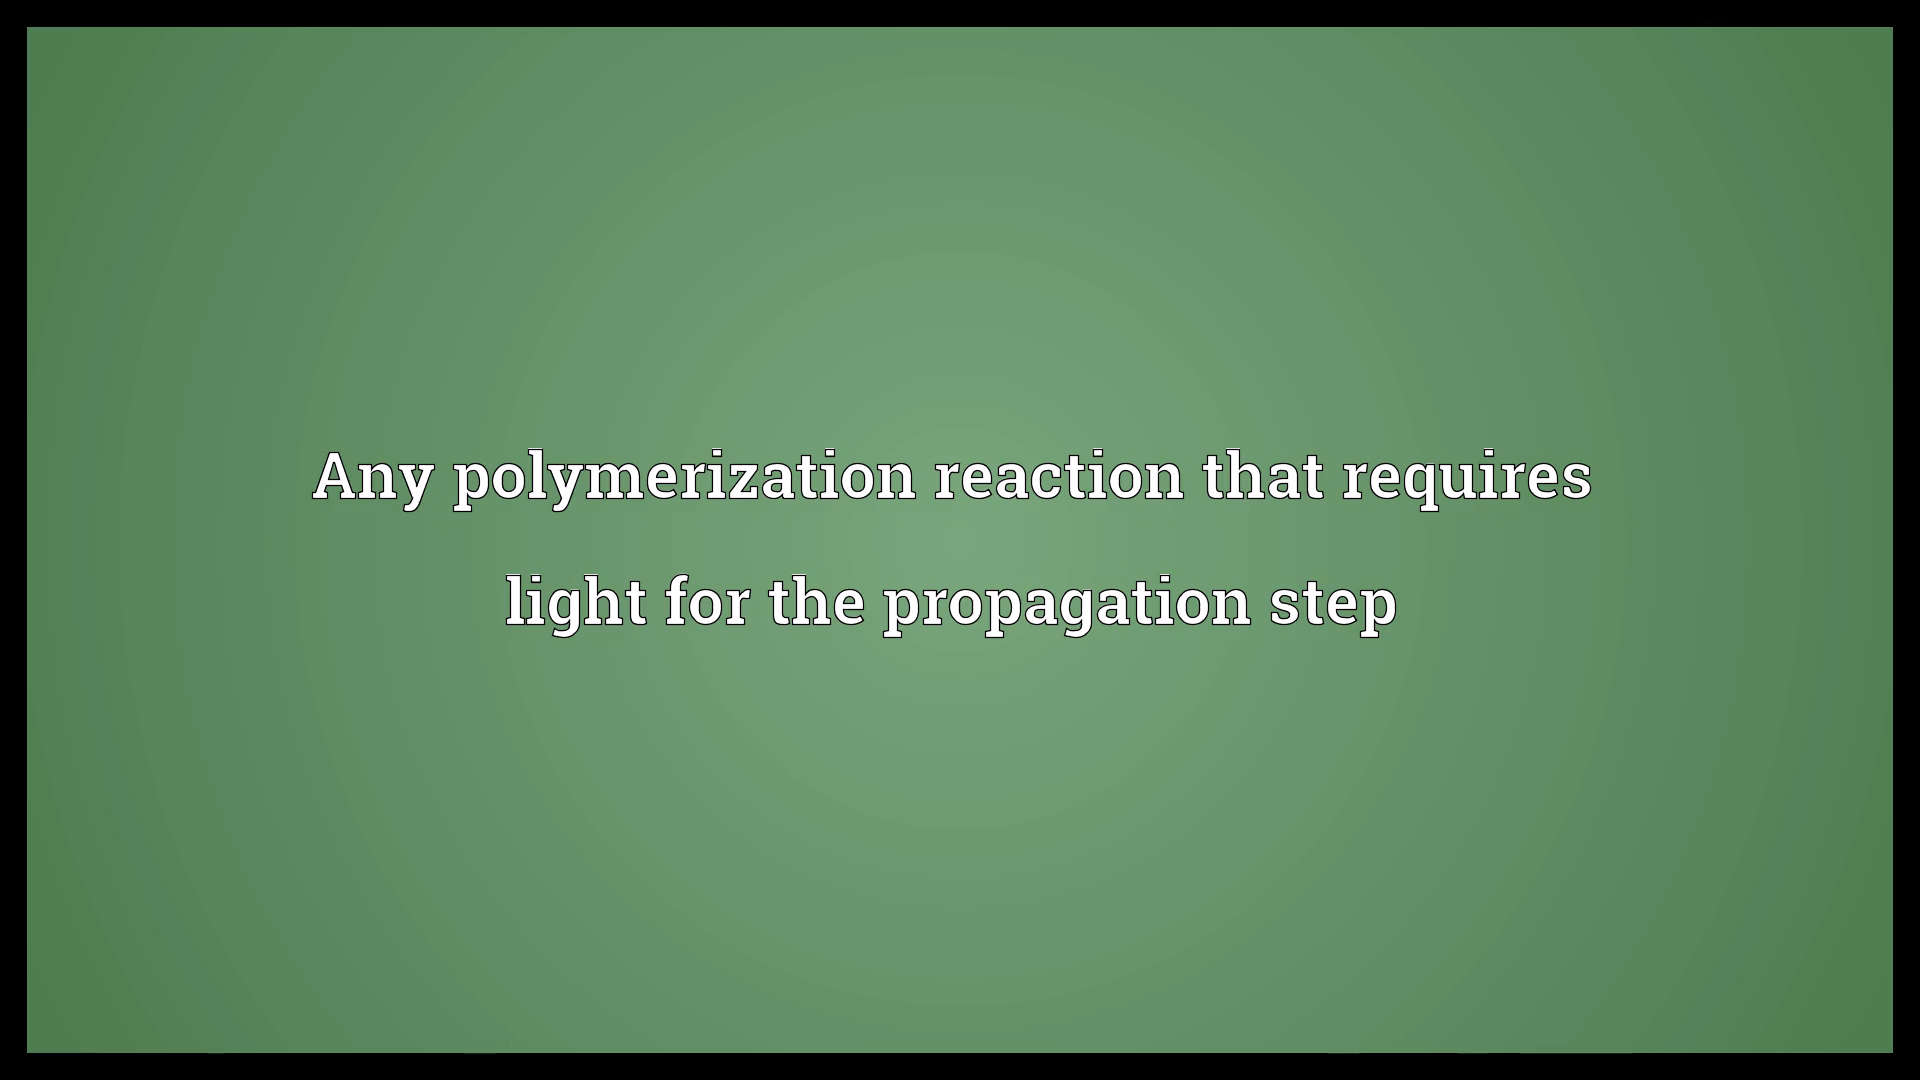 Any polymerization reaction that requires
light for the propagation step